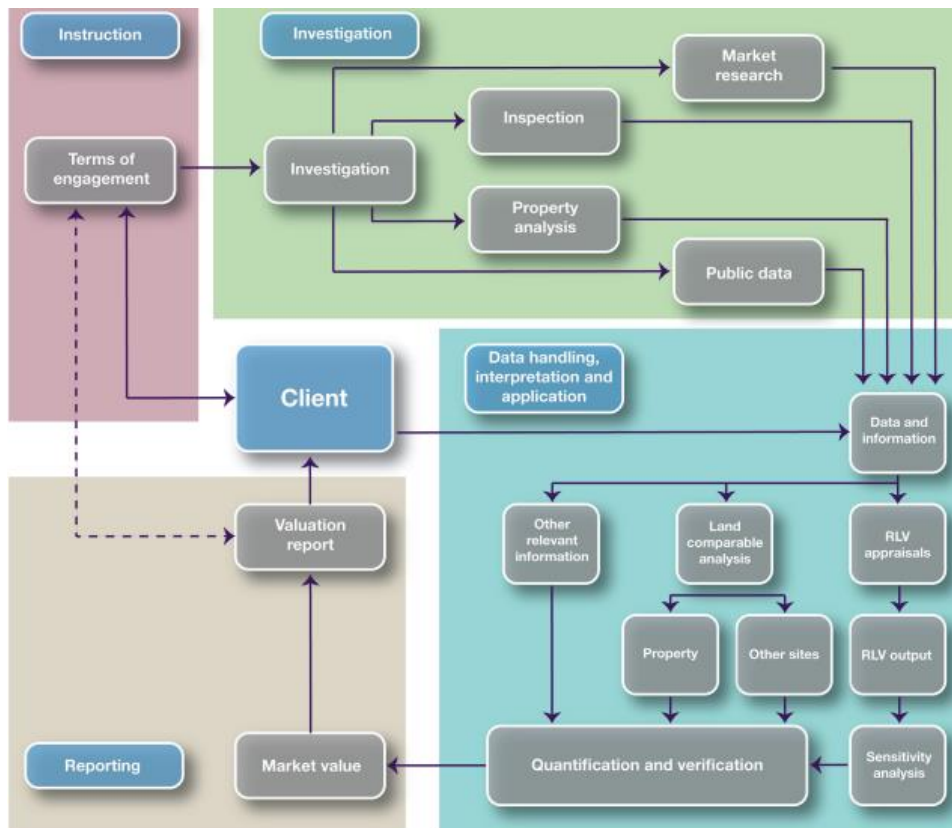 Instruction
Investigation
Market
research
Inspection
Terms of
engagement
Investigation
Property
analysis
Public data
Client
Data handling,
interpretation and
application
Data and
information
Valuation
report
Other
relevant
information
Land
comparable
analysis
RLV
appraisals
Property
Other sites
RLV output
Reporting
Market value
Quantification and verification
Sensitivity
analysis